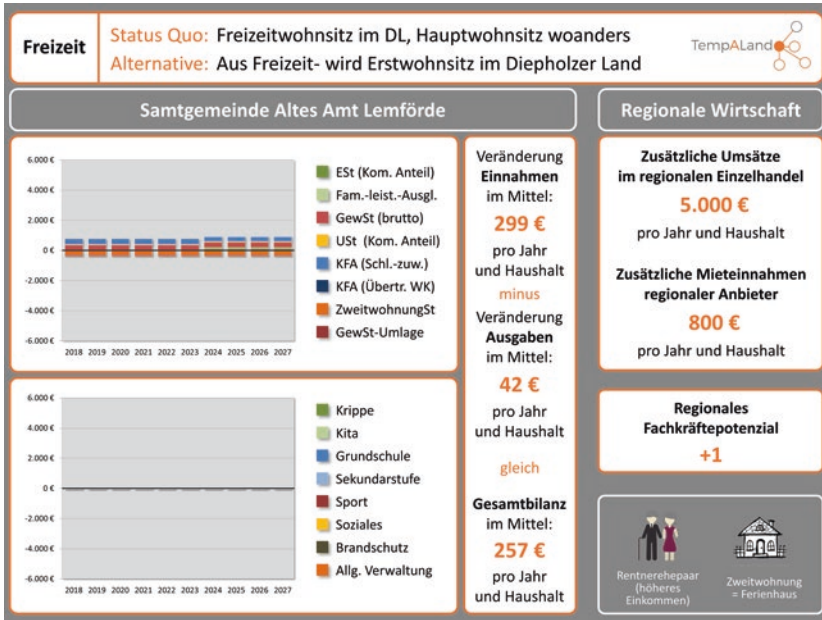 Freizeit
Status Quo: Freizeitwohnsitz im DL, Hauptwohnsitz woanders
Alternative: Aus Freizeit- wird Erstwohnsitz im Diepholzer Land
TempALand
Samtgemeinde Altes Amt Lemförde
6.000 €
4.000 €
2.000 €
0 €
-2.000 €
-4.000 €
-6.000 €
2018 2019 2020 2021 2022 2023 2024 2025 2026 2027
ESt (Kom. Anteil)
Fam.-leist.-Ausgl.
GewSt (brutto)
USt (Kom. Anteil)
KFA (Schl.-zuw.)
KFA (Übertr. WK)
ZweitwohnungSt
GewSt-Umlage
6.000 €
4.000 €
2.000 €
0 €
-2.000 €
-4.000 €
-6.000 €
2018 2019 2020 2021 2022 2023 2024 2025 2026 2027
Krippe
Kita
Grundschule
Sekundarstufe
Sport
Soziales
Brandschutz
Allg. Verwaltung
Veränderung
Einnahmen
im Mittel:
299 €
pro Jahr
und Haushalt
minus
Veränderung
Ausgaben
im Mittel:
42 €
pro Jahr
und Haushalt
gleich
Gesamtbilanz
im Mittel:
257 €
pro Jahr
und Haushalt
Regionale Wirtschaft
Zusätzliche Umsätze
im regionalen Einzelhandel
5.000 €
pro Jahr und Haushalt
Zusätzliche Mieteinnahmen
regionaler Anbieter
800 €
pro Jahr und Haushalt
Regionales
Fachkräftepotenzial
+1
Rentnerehepaar
(höheres
Einkommen)
Zweitwohnung
= Ferienhaus